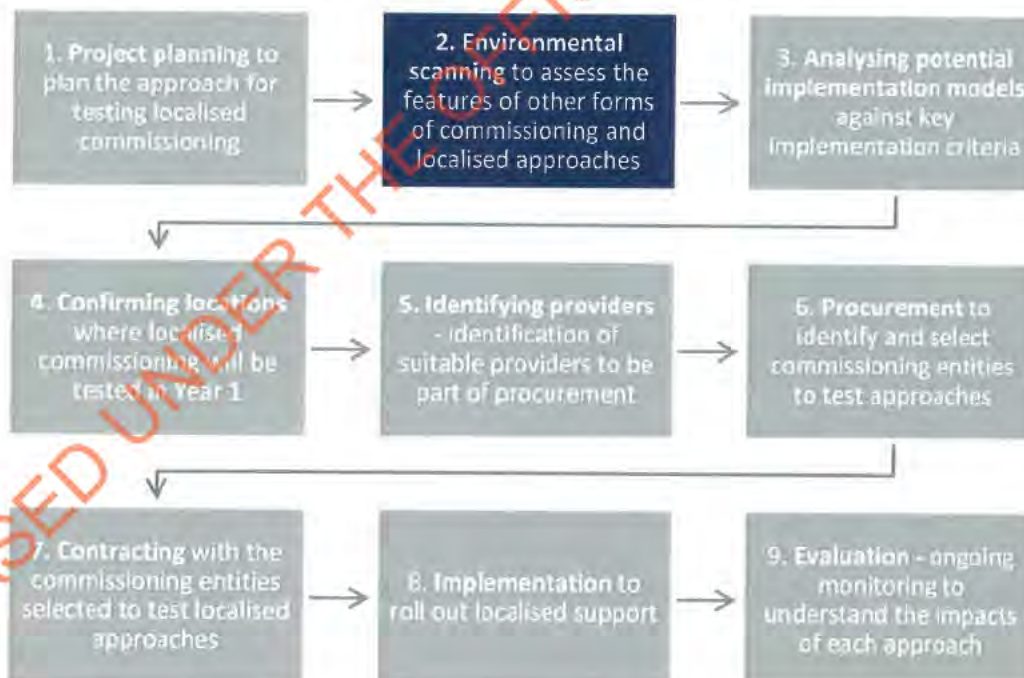 1. Project planning to
plan the approach for
testing localised
commissioning
2. Environmental
scanning to assess the
features of other forms
of commissioning and
localised approaches
3. Analysing potential
implementation models
against key
implementation criteria
4. Confirming locations
where localised
commissioning will be
tested in Year 1
5. Identifying providers
- identification of
suitable providers to be
part of procurement
6. Procurement to
identify and select
commissioning entities
to test approaches
7. Contracting with the
commissioning entities
selected to test localised
approaches
8. Implementation to
roll out localised support
9. Evaluation - ongoing
monitoring to
understand the impacts
of each approach
UNDER THE